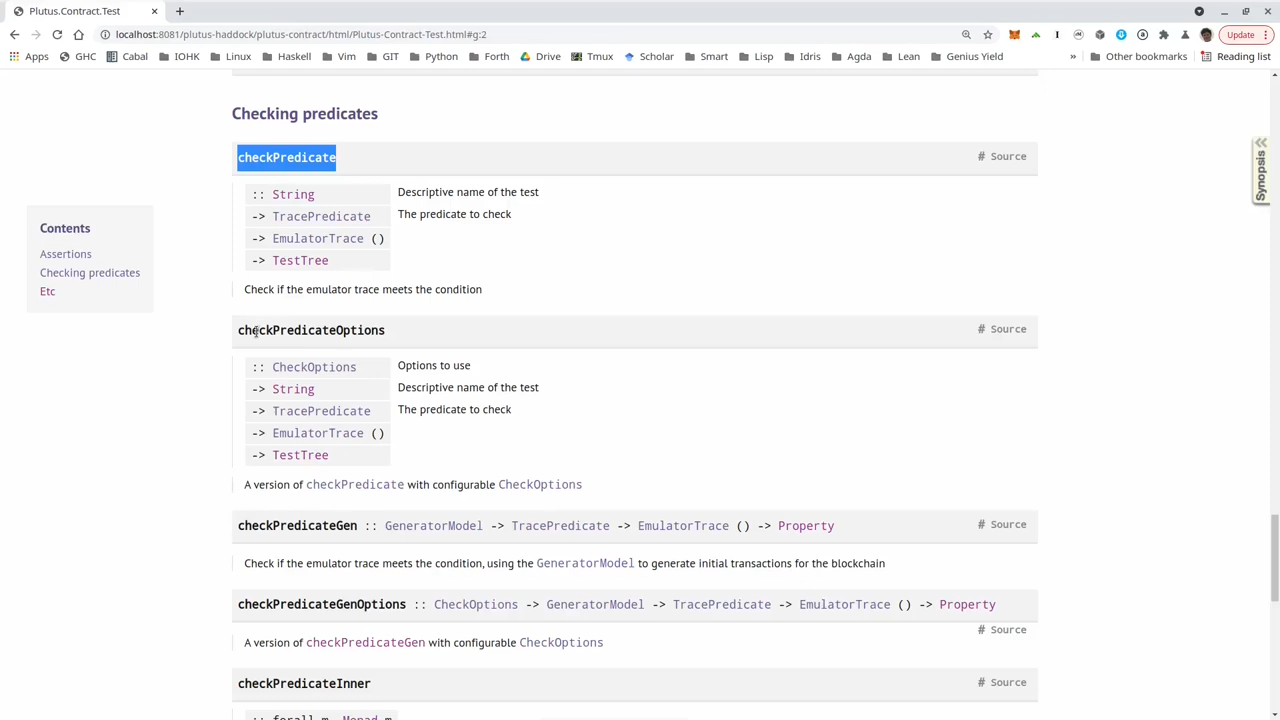 Plutus.Contract.Test
localhost:8081/plutus-haddock/plutus-contract/html/Plutus-Contract-Test.html#g:2
Update
Apps GHC Cabal IOHK Linux Haskell Vim GIT Python Forth Drive Tmux Scholar Smart Lisp Idris Agda Lean Genius Yield » Other bookmarks Reading list
Checking predicates
checkPredicate # Source
:: String Descriptive name of the test
-> TracePredicate The predicate to check
-> EmulatorTrace ()
-> TestTree
Check if the emulator trace meets the condition
Synopsis
Contents
Assertions
Checking predicates
Etc
checkPredicateOptions # Source
:: CheckOptions Options to use
-> String Descriptive name of the test
-> TracePredicate The predicate to check
-> EmulatorTrace ()
-> TestTree
A version of checkPredicate with configurable CheckOptions
checkPredicateGen :: GeneratorModel -> TracePredicate -> EmulatorTrace () -> Property # Source
Check if the emulator trace meets the condition, using the GeneratorModel to generate initial transactions for the blockchain
checkPredicateGenOptions :: CheckOptions -> GeneratorModel -> TracePredicate -> EmulatorTrace () -> Property
# Source
A version of checkPredicateGen with configurable CheckOptions
checkPredicateInner # Source
:: forall m. Monad m